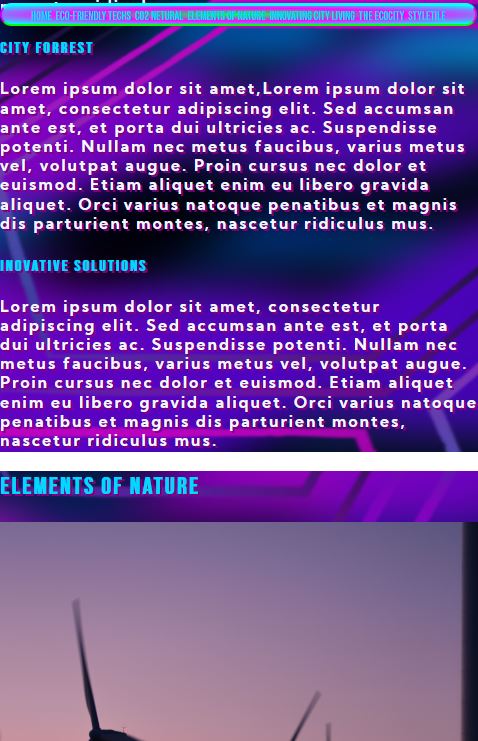 HOME ECO-FRIENDLY TECHS CO2 NETURAL ELEMENTS OF NATURE INNOVATING CITY LIVING THE ECOCITY STYLETILE
CITY FORREST
Lorem ipsum dolor sit amet,Lorem ipsum dolor sit
amet, consectetur adipiscing elit. Sed accumsan
ante est, et porta dui ultricies ac. Suspendisse
potenti. Nullam nec metus faucibus, varius metus
vel, volutpat augue. Proin cursus nec dolor et
euismod. Etiam aliquet enim eu libero gravida
aliquet. Orci varius natoque penatibus et magnis
dis parturient montes, nascetur ridiculus mus.
INOVATIVE SOLUTIONS
Lorem ipsum dolor sit amet, consectetur
adipiscing elit. Sed accumsan ante est, et porta
dui ultricies ac. Suspendisse potenti. Nullam nec
metus faucibus, varius metus vel, volutpat augue.
Proin cursus nec dolor et euismod. Etiam aliquet
enim eu libero gravida aliquet. Orci varius natoque
penatibus et magnis dis parturient montes,
nascetur ridiculus mus.
ELEMENTS OF NATURE